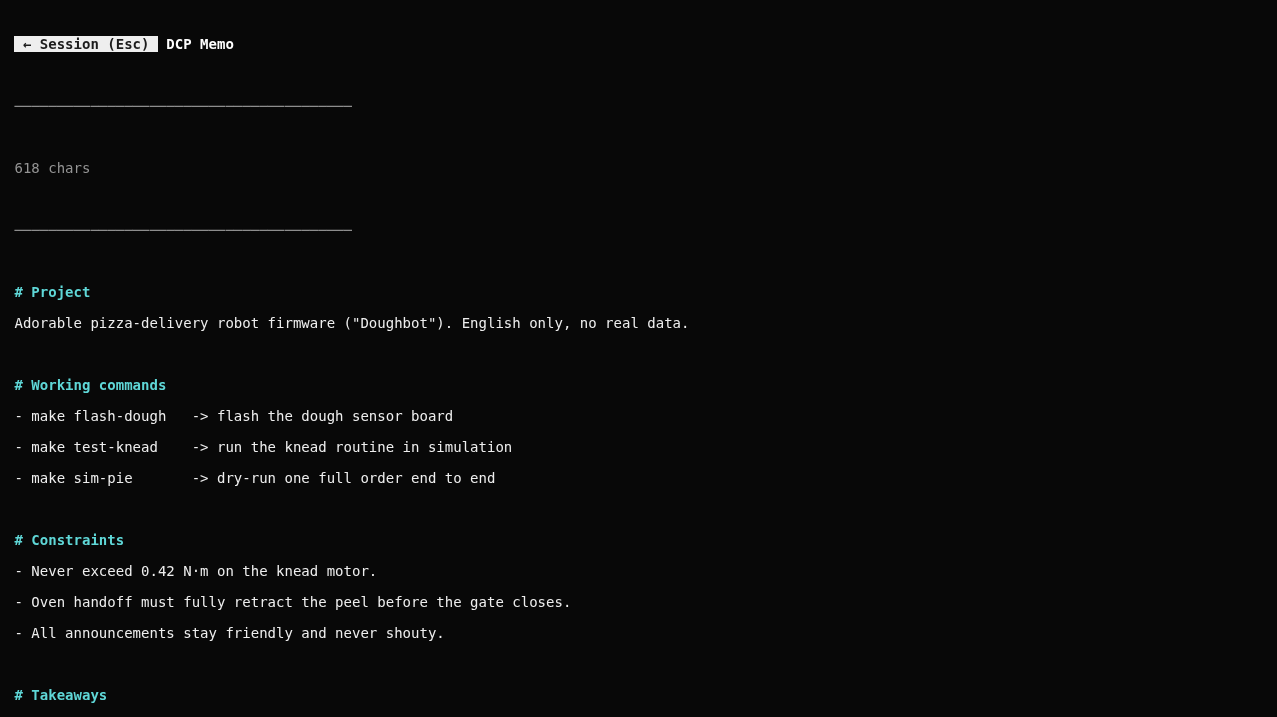 ← Session (Esc) DCP Memo
618 chars
# Project
Adorable pizza-delivery robot firmware ("Doughbot"). English only, no real data.
# Working commands
- make flash-dough   -> flash the dough sensor board
- make test-knead    -> run the knead routine in simulation
- make sim-pie       -> dry-run one full order end to end
# Constraints
- Never exceed 0.42 N·m on the knead motor.
- Oven handoff must fully retract the peel before the gate closes.
- All announcements stay friendly and never shouty.
# Takeaways